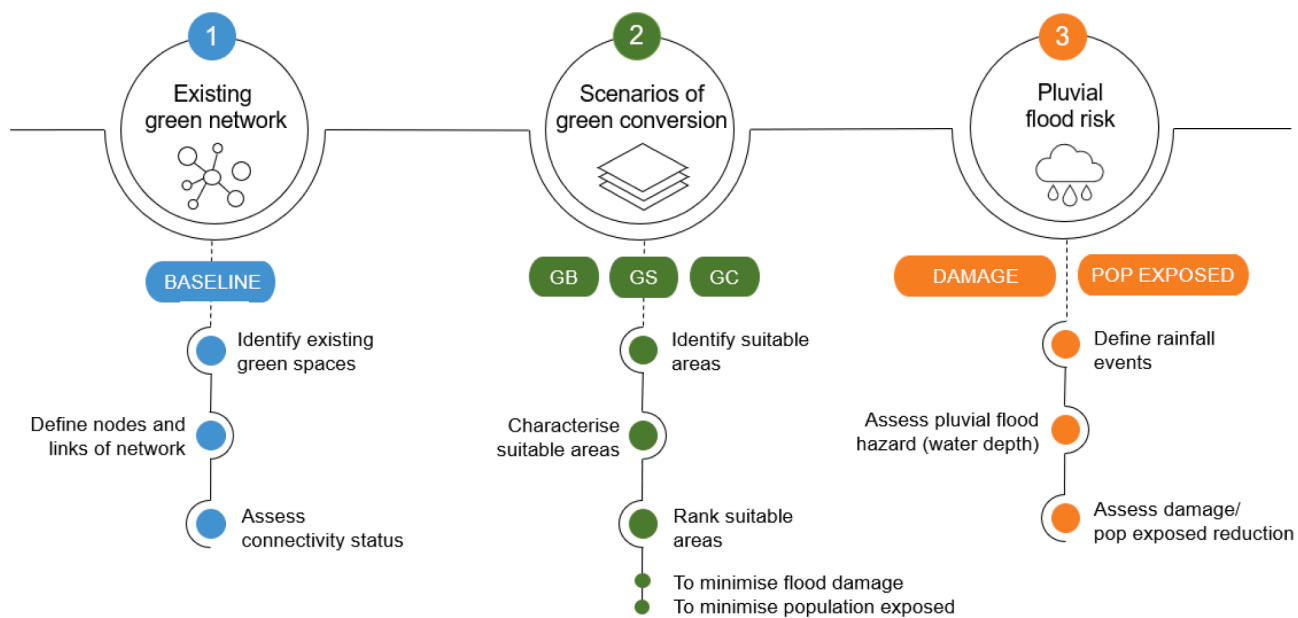 1
Existing
green network
BASELINE
Identify existing
green spaces
Define nodes and
links of network
Assess
connectivity status
2
Scenarios of
green conversion
GB
GS
GC
Identify suitable
areas
Characterise
suitable areas
Rank suitable
areas
To minimise flood damage
To minimise population exposed
3
Pluvial
flood risk
DAMAGE
POP EXPOSED
Define rainfall
events
Assess pluvial flood
hazard (water depth)
Assess damage/
pop exposed reduction